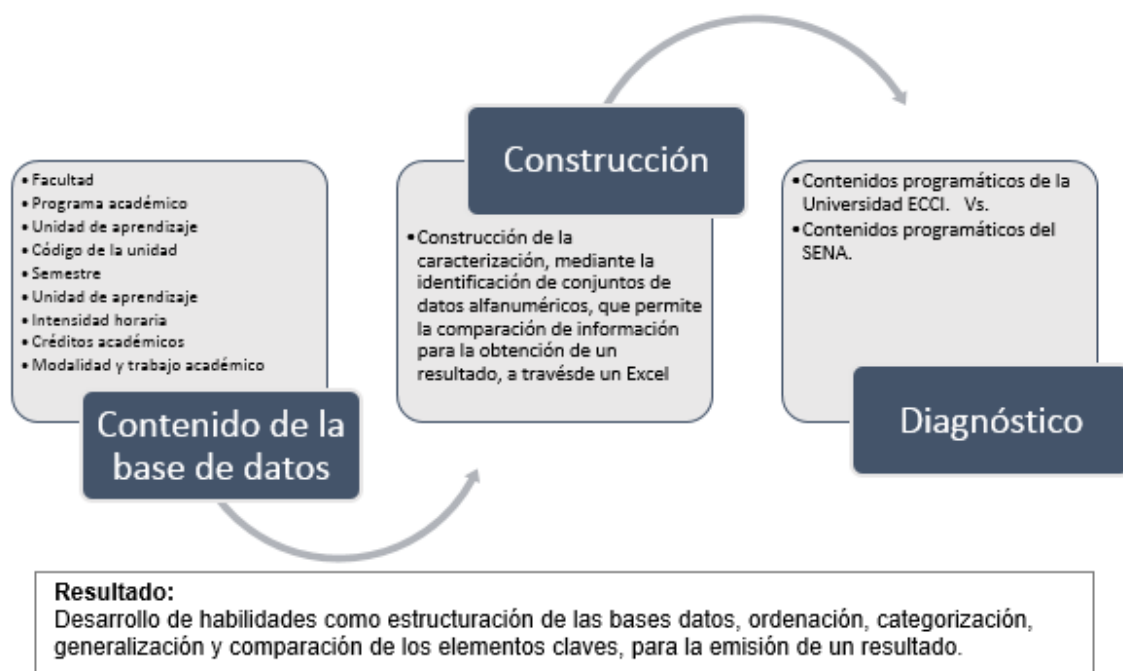 • Facultad
• Programa académico
• Unidad de aprendizaje
• Código de la unidad
• Semestre
• Unidad de aprendizaje
• Intensidad horaria
• Créditos académicos
• Modalidad y trabajo académico
Contenido de la
base de datos
Construcción
• Construcción de la
caracterización, mediante la
identificación de conjuntos de
datos alfanuméricos, que permite
la comparación de información
para la obtención de un
resultado, a travésde un Excel
• Contenidos programáticos de la
Universidad ECCI.   Vs.
• Contenidos programáticos del
SENA.
Diagnóstico
Resultado:
Desarrollo de habilidades como estructuración de las bases datos, ordenación, categorización,
generalización y comparación de los elementos claves, para la emisión de un resultado.